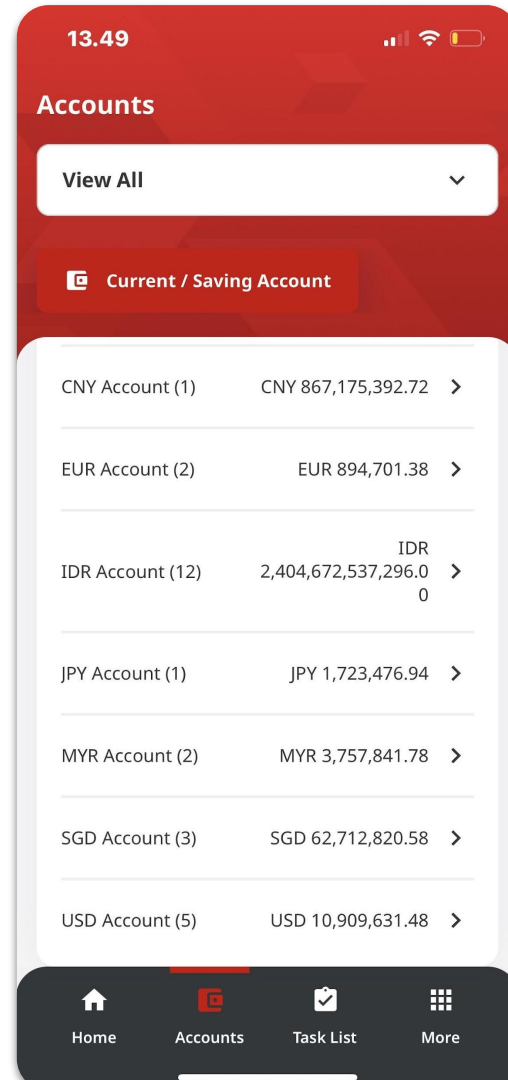 13.49
Accounts
View All
Current / Saving Account
CNY Account (1) CNY 867,175,392.72
EUR Account (2) EUR 894,701.38
IDR
IDR Account (12) 2,404,672,537,296.0
0
JPY Account (1) JPY 1,723,476.94
MYR Account (2) MYR 3,757,841.78
SGD Account (3) SGD 62,712,820.58
USD Account (5) USD 10,909,631.48
Home Accounts Task List More